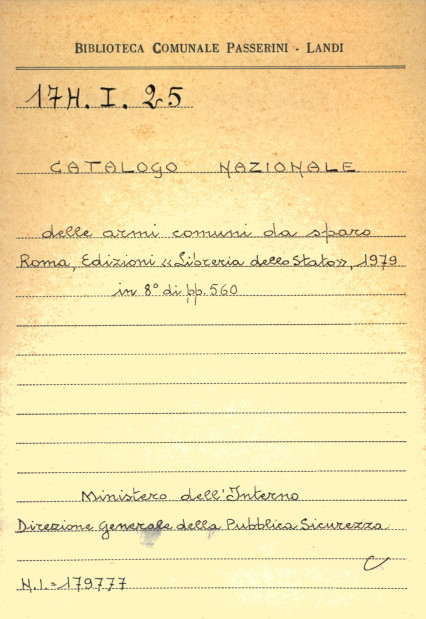 BIBLIOTECA COMUNALE PASSERINI - LANDI
17H. I. 25
CATALOGO NAZIONALE
delle armi comuni da sparo
Roma, Edizioni «Libreria dello Stato», 1979
in 8° di pp. 560
Ministero dell'Interno
Direzione Generale della Pubblica Sicurezza
C
N.I.=179777